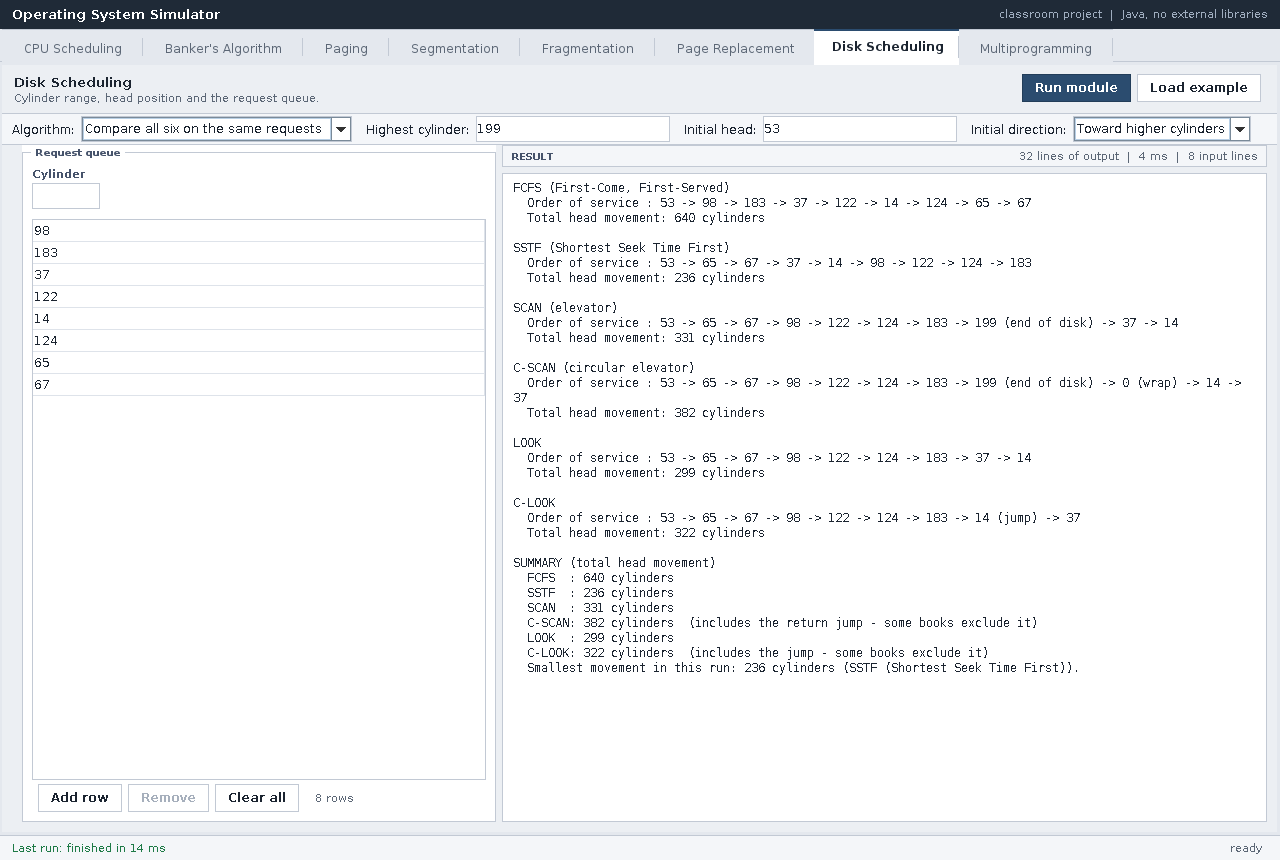 Operating System Simulator
classroom project | Java, no external libraries
CPU Scheduling
Banker's Algorithm
Paging
Segmentation
Fragmentation
Page Replacement
Disk Scheduling
Multiprogramming
Disk Scheduling
Cylinder range, head position and the request queue.
Run module
Load example
Algorithm: Compare all six on the same requests
Highest cylinder: 199
Initial head: 53
Initial direction: Toward higher cylinders
Request queue
Cylinder
98
183
37
122
14
124
65
67
Add row
Remove
Clear all
8 rows
RESULT
32 lines of output | 4 ms | 8 input lines
FCFS (First-Come, First-Served)
Order of service : 53 -> 98 -> 183 -> 37 -> 122 -> 14 -> 124 -> 65 -> 67
Total head movement: 640 cylinders
SSTF (Shortest Seek Time First)
Order of service : 53 -> 65 -> 67 -> 37 -> 14 -> 98 -> 122 -> 124 -> 183
Total head movement: 236 cylinders
SCAN (elevator)
Order of service : 53 -> 65 -> 67 -> 98 -> 122 -> 124 -> 183 -> 199 (end of disk) -> 37 -> 14
Total head movement: 331 cylinders
C-SCAN (circular elevator)
Order of service : 53 -> 65 -> 67 -> 98 -> 122 -> 124 -> 183 -> 199 (end of disk) -> 0 (wrap) -> 14 ->
37
Total head movement: 382 cylinders
LOOK
Order of service : 53 -> 65 -> 67 -> 98 -> 122 -> 124 -> 183 -> 37 -> 14
Total head movement: 299 cylinders
C-LOOK
Order of service : 53 -> 65 -> 67 -> 98 -> 122 -> 124 -> 183 -> 14 (jump) -> 37
Total head movement: 322 cylinders
SUMMARY (total head movement)
FCFS : 640 cylinders
SSTF : 236 cylinders
SCAN : 331 cylinders
C-SCAN: 382 cylinders (includes the return jump - some books exclude it)
LOOK : 299 cylinders
C-LOOK: 322 cylinders (includes the jump - some books exclude it)
Smallest movement in this run: 236 cylinders (SSTF (Shortest Seek Time First)).
Last run: finished in 14 ms
ready